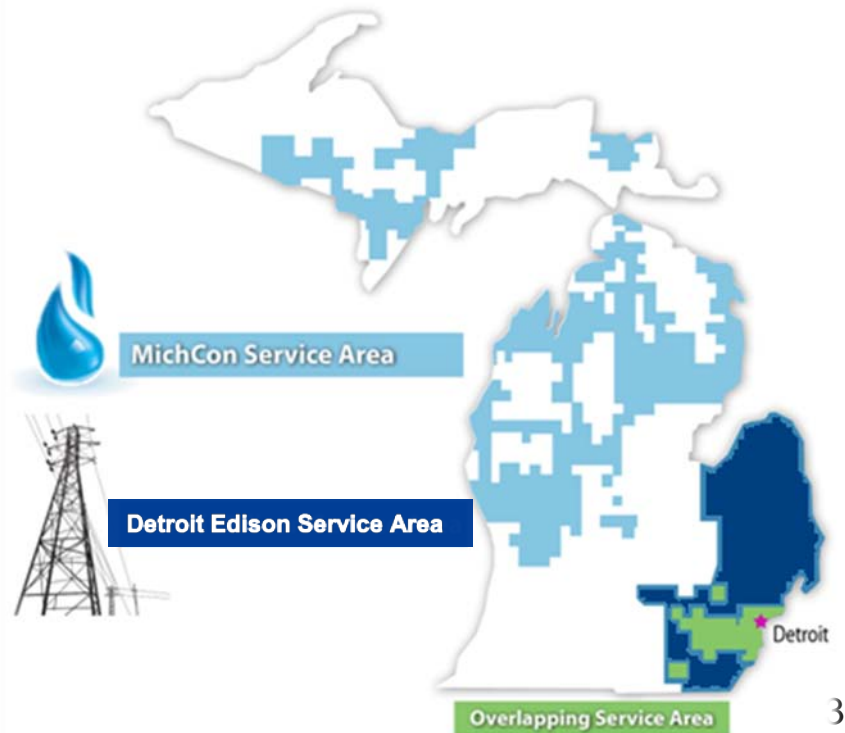 MichCon Service Area
Detroit Edison Service Area
Detroit
Overlapping Service Area
3